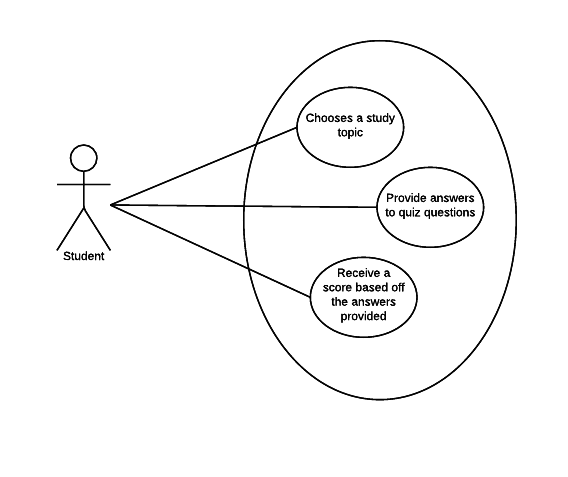 Chooses a study
topic
Provide answers
to quiz questions
Student
Receive a
score based off
the answers
provided